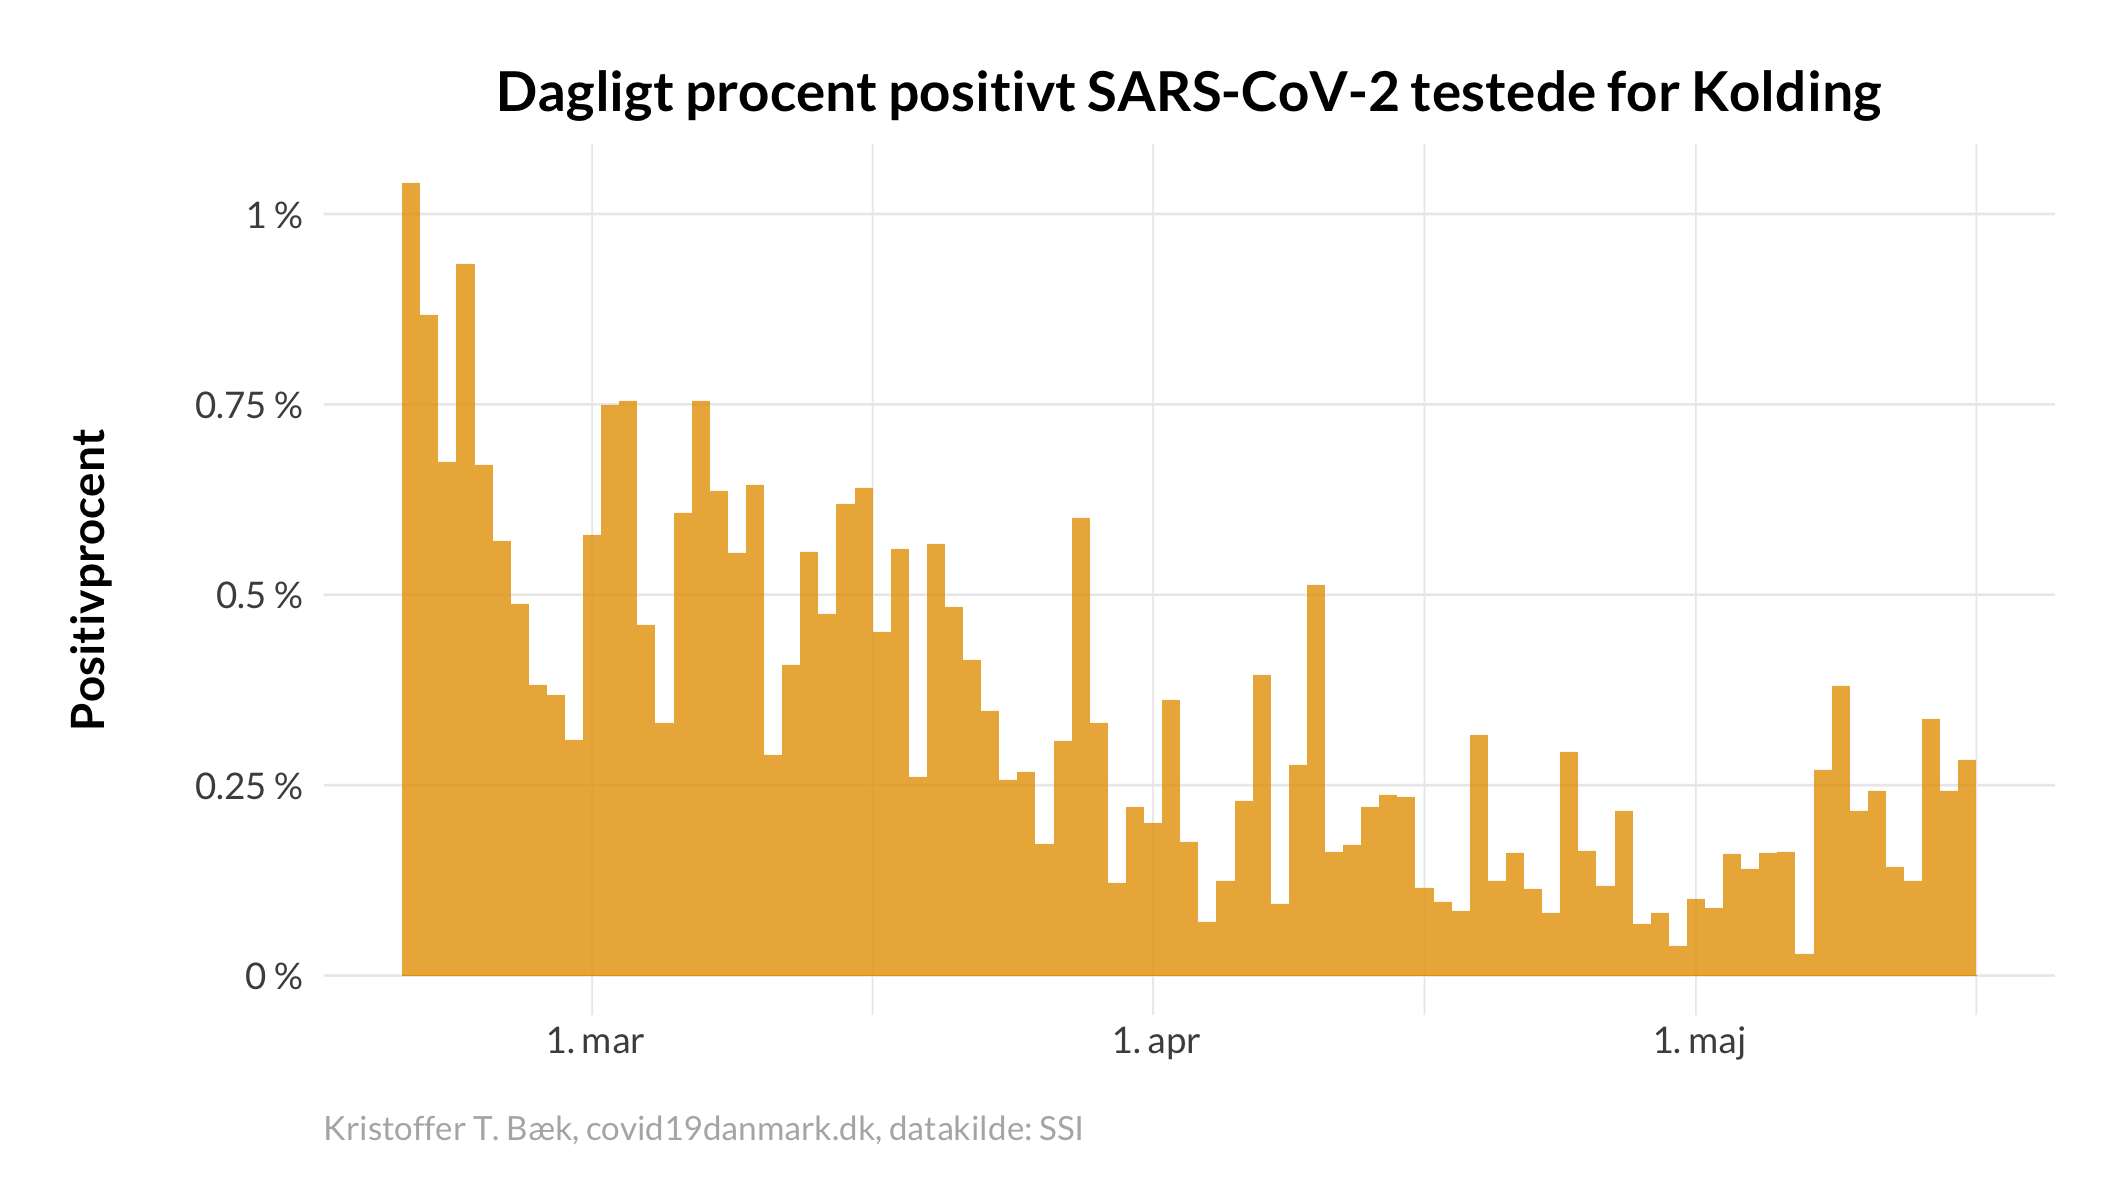 Dagligt procent positivt SARS-CoV-2 testede for Kolding
Positivprocent
1 %
0.75 %
0.5 %
0.25 %
0 %
1. mar
1. apr
1. maj
Kristoffer T. Bæk, covid19danmark.dk, datakilde: SSI